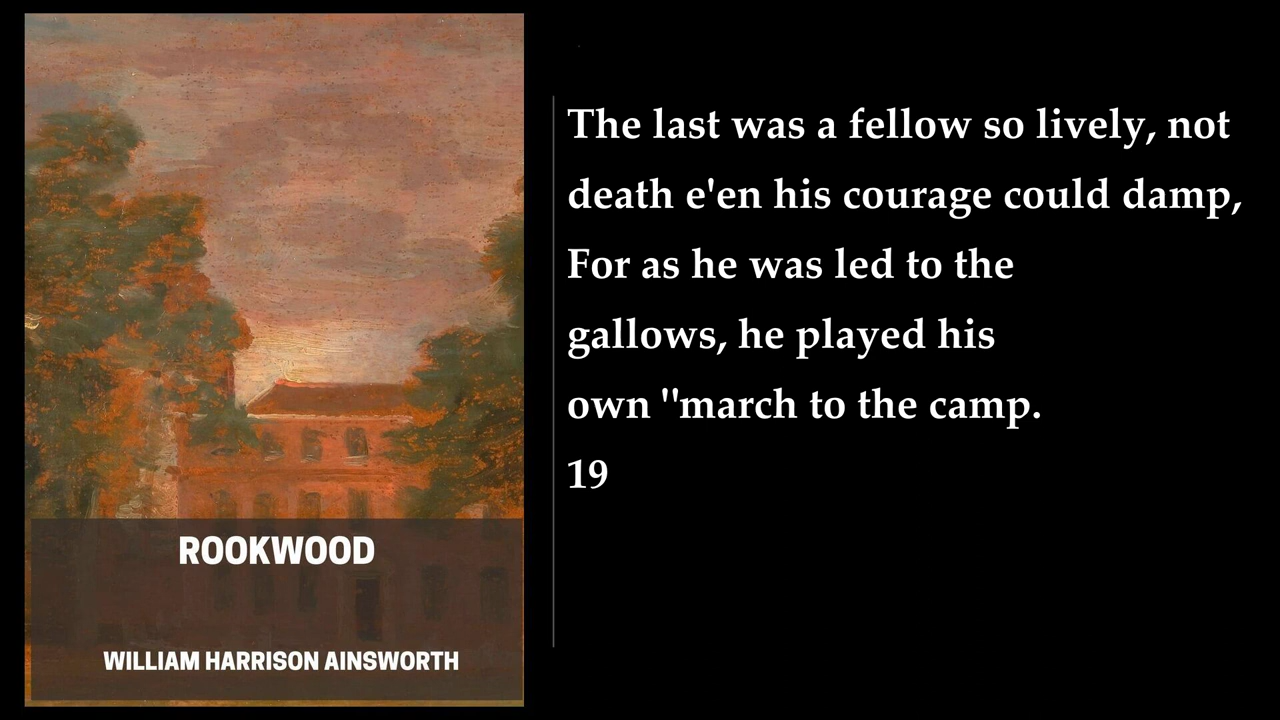 The last was a fellow so lively, not
death e'en his courage could damp,
For as he was led to the
gallows, he played his
own "march to the camp.
19
ROOKWOOD
WILLIAM HARRISON AINSWORTH